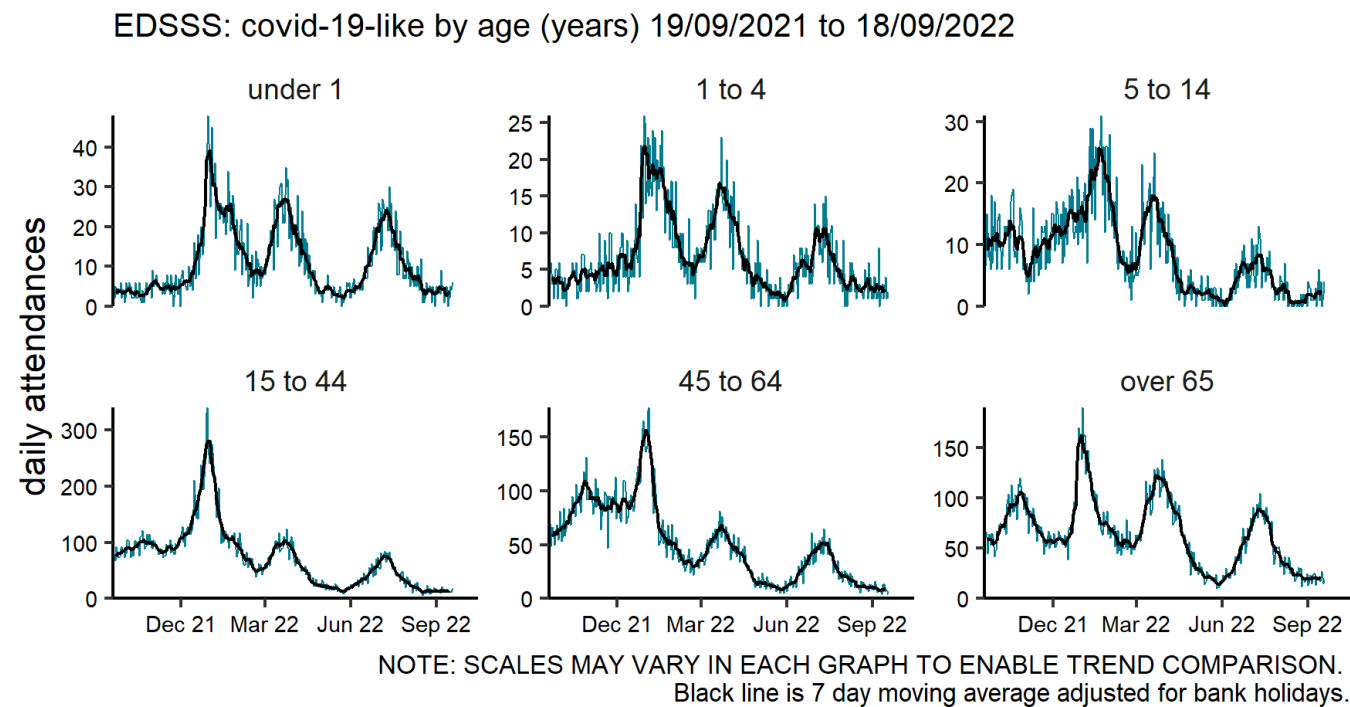 EDSSS: covid-19-like by age (years) 19/09/2021 to 18/09/2022
daily attendances
under 1
0
10
20
30
40
1 to 4
0
5
10
15
20
25
5 to 14
0
10
20
30
15 to 44
0
100
200
300
Dec 21 Mar 22 Jun 22 Sep 22
45 to 64
0
50
100
150
Dec 21 Mar 22 Jun 22 Sep 22
over 65
0
50
100
150
Dec 21 Mar 22 Jun 22 Sep 22
NOTE: SCALES MAY VARY IN EACH GRAPH TO ENABLE TREND COMPARISON.
Black line is 7 day moving average adjusted for bank holidays.